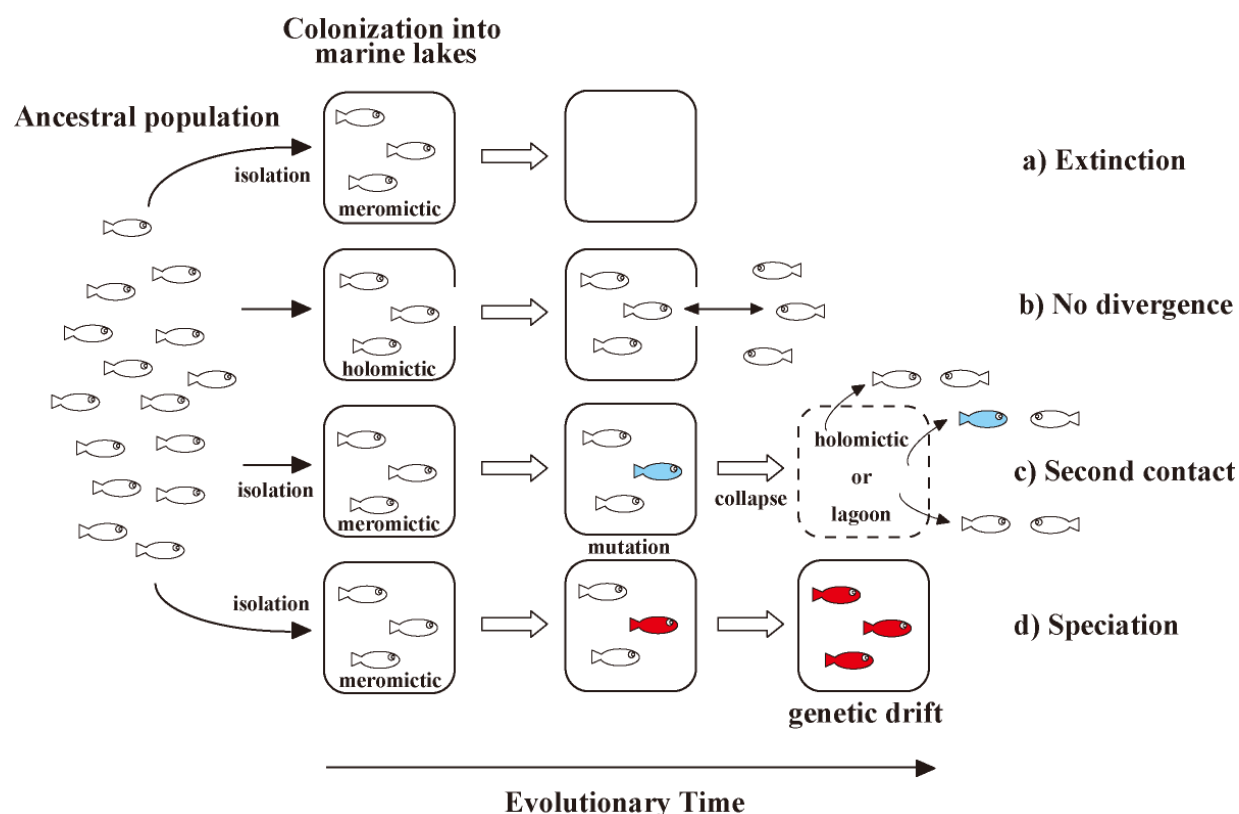 Colonization into
marine lakes
Ancestral population
isolation
meromictic
a) Extinction
holomictic
b) No divergence
isolation
meromictic
mutation
collapse
holomictic
or
lagoon
c) Second contact
isolation
meromictic
genetic drift
d) Speciation
Evolutionary Time